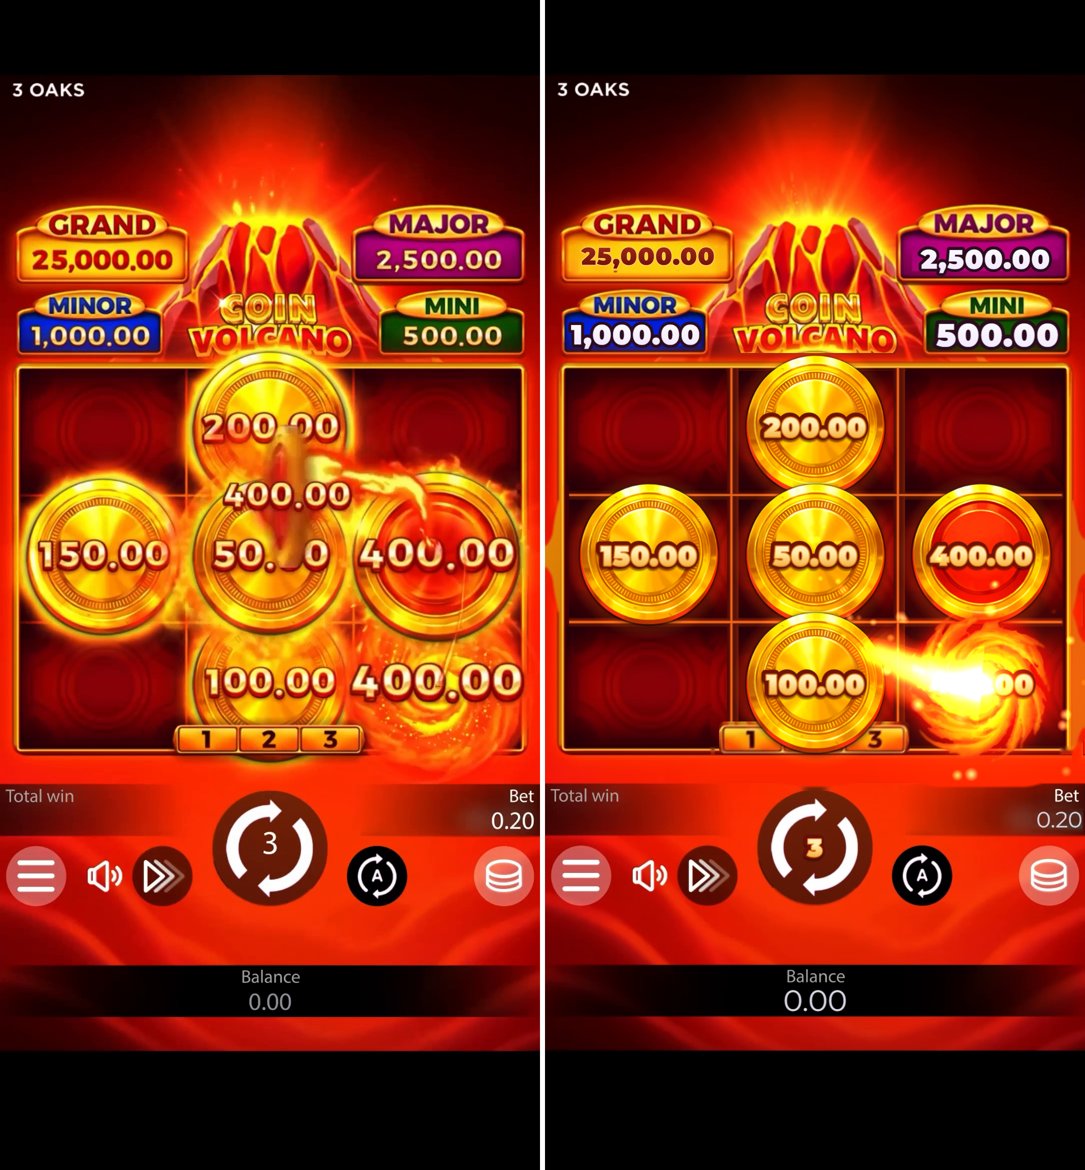 3 OAKS
GRAND
25,000.00
MAJOR
2,500.00
MINOR
1,000.00
MINI
500.00
COIN
VOLCANO
200.00
400.00
150.00
400.00
100.00
400.00
1 2 3
Total win
Bet
0.20
3
A
Balance
0.00
3 OAKS
GRAND
25,000.00
MAJOR
2,500.00
MINOR
1,000.00
MINI
500.00
COIN
VOLCANO
200.00
150.00
50.00
400.00
100.00
1 3
Total win
Bet
0.20
3
A
Balance
0.00